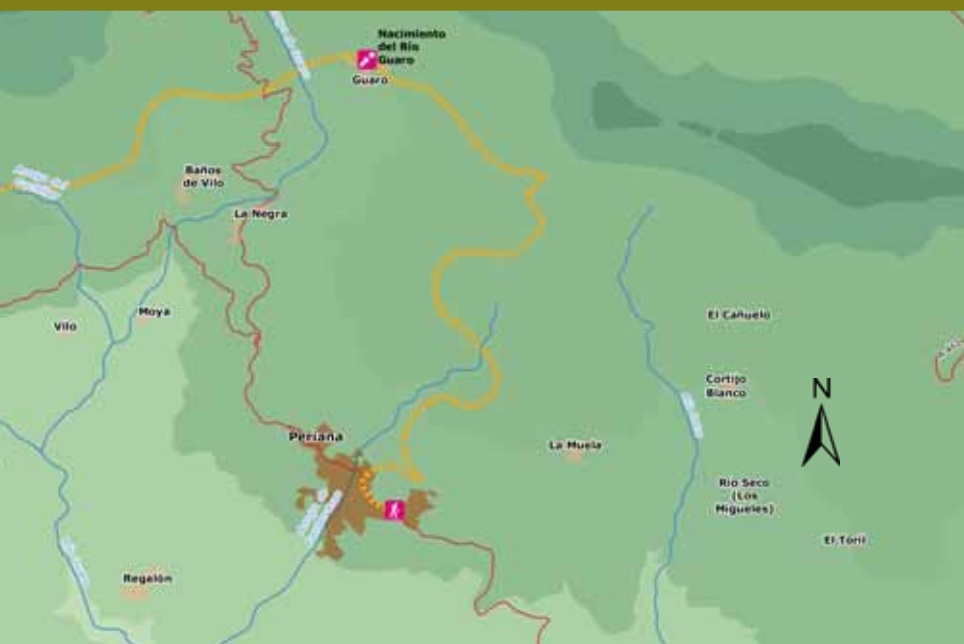 Nacimiento
del Río
Guaro
Guaro
Baños
de Vilo
La Negra
Moya
Vilo
El Cañuelo
Cortijo
Blanco
N
Periana
La Muela
Rio Seco
(Los
Migueles)
El Toril
Regalón